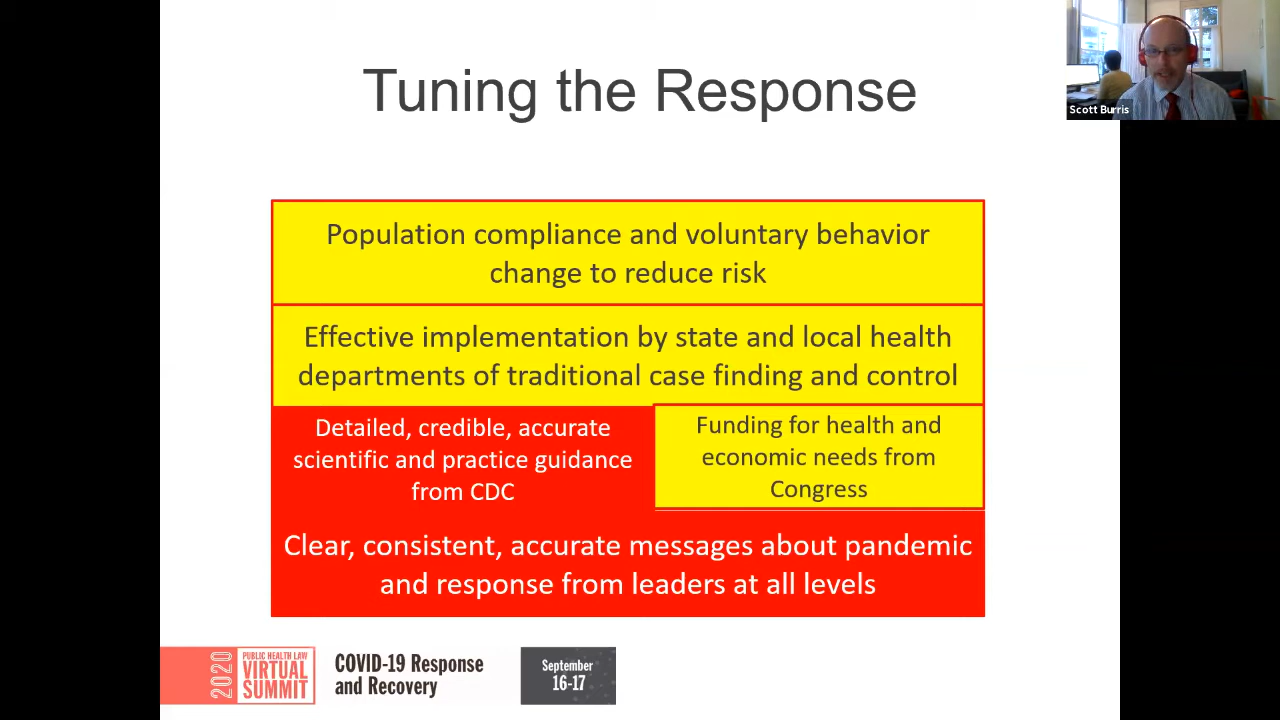 Tuning the Response
Scott Burris
Population compliance and voluntary behavior
change to reduce risk
Effective implementation by state and local health
departments of traditional case finding and control
Detailed, credible, accurate
scientific and practice guidance
from CDC
Funding for health and
economic needs from
Congress
Clear, consistent, accurate messages about pandemic
and response from leaders at all levels
2020
PUBLIC HEALTH LAW
VIRTUAL
SUMMIT
COVID-19 Response
and Recovery
September
16-17